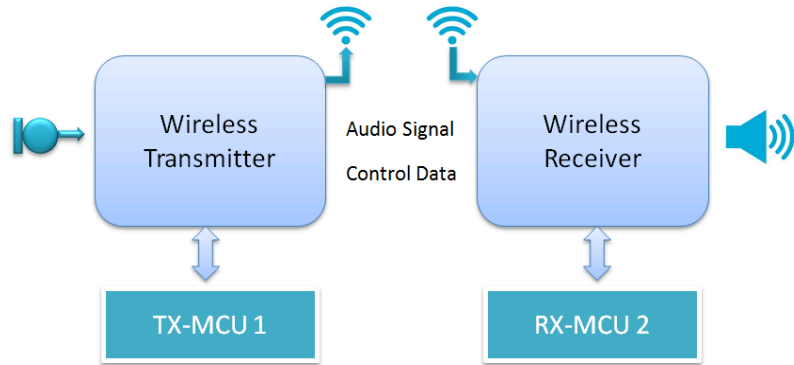 Wireless
Transmitter
Audio Signal
Control Data
Wireless
Receiver
TX-MCU 1
RX-MCU 2